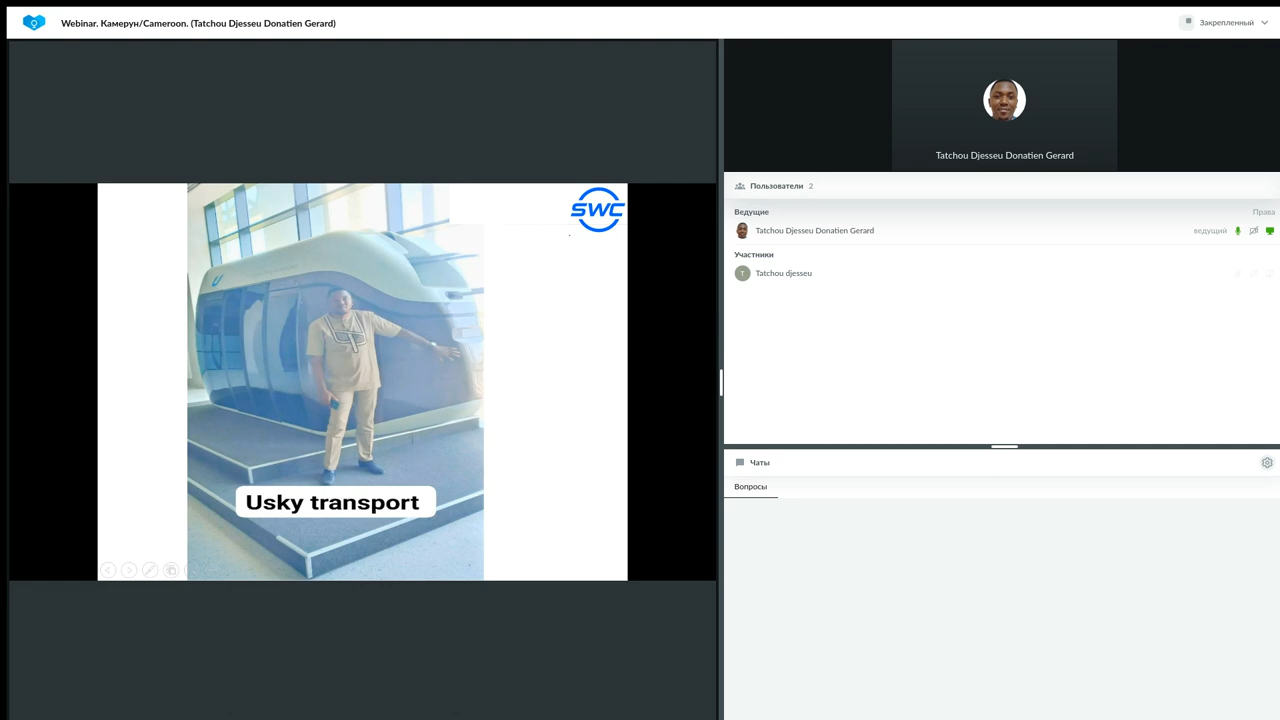 Webinar. Камерун/Cameroon. (Tatchou Djesseu Donatien Gerard)
Закрепленный
SWC
Usky transport
Tatchou Djesseu Donatien Gerard
Пользователи 2
Ведущие Права
Tatchou Djesseu Donatien Gerard ведущий
Участники
T Tatchou djesseu
Чаты
Вопросы